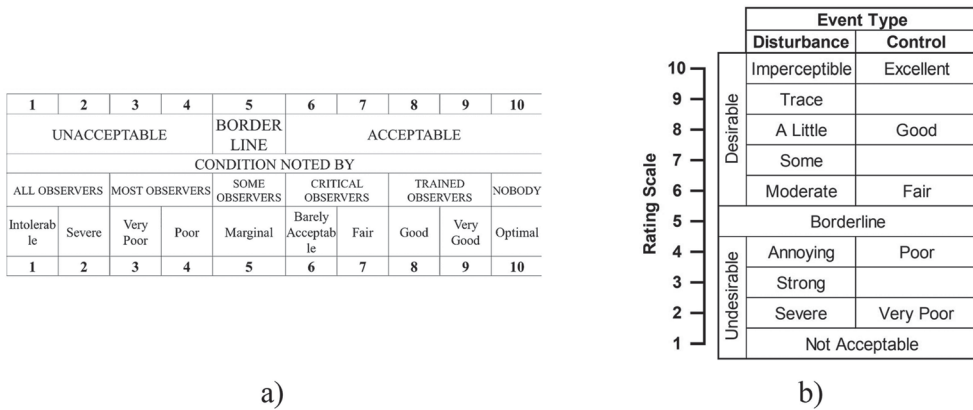 1 2 3 4 5 6 7 8 9 10
UNACCEPTABLE BORDER LINE ACCEPTABLE
CONDITION NOTED BY
ALL OBSERVERS MOST OBSERVERS SOME OBSERVERS CRITICAL OBSERVERS TRAINED OBSERVERS NOBODY
Intolerable Severe Very Poor Poor Marginal Barely Acceptable Fair Good Very Good Optimal
1 2 3 4 5 6 7 8 9 10
a)
Event Type
Disturbance Control
Rating Scale
Desirable
10 Imperceptible Excellent
9 Trace
8 A Little Good
7 Some
6 Moderate Fair
5 Borderline
Undesirable
4 Annoying Poor
3 Strong
2 Severe Very Poor
1 Not Acceptable
b)